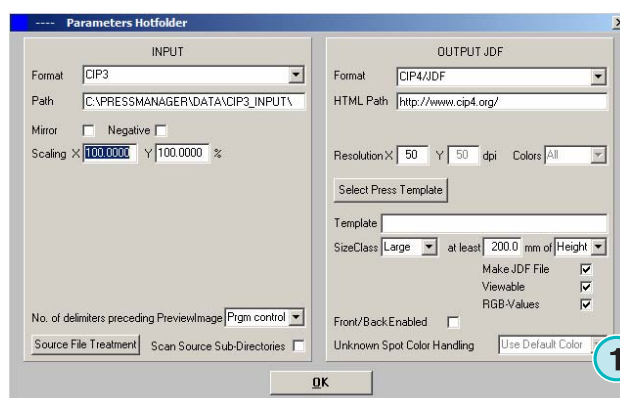 ---- Parameters Hotfolder
INPUT
Format CIP3
Path C:\PRESSMANAGER\DATA\CIP3_INPUT\
Mirror Negative
Scaling X 100.0000 Y 100.0000 %
No. of delimiters preceding PreviewImage Prgm control
Source File Treatment Scan Source Sub-Directories
OUTPUT JDF
Format CIP4/JDF
HTML Path http://www.cip4.org/
Resolution X 50 Y 50 dpi Colors All
Select Press Template
Template
SizeClass Large at least 200.0 mm of Height
Make JDF File
Viewable
RGB-Values
Front/Back Enabled
Unknown Spot Color Handling Use Default Color
1
OK